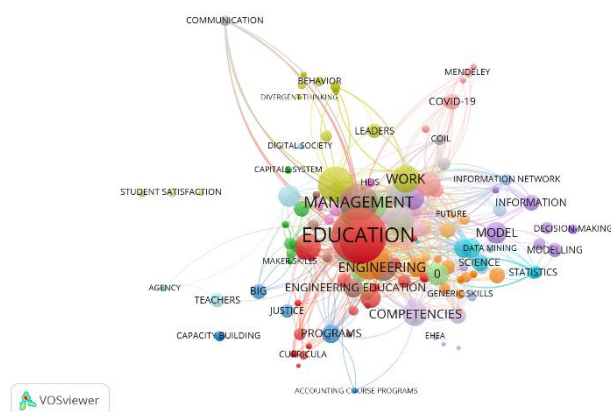 COMMUNICATION
MENDELEY
BEHAVIOR
DIVERGENT THINKING
COVID-19
LEADERS
COIL
DIGITAL SOCIETY
CAPITALS SYSTEM
HEIS
WORK
INFORMATION NETWORK
STUDENT SATISFACTION
MANAGEMENT
INFORMATION
FUTURE
EDUCATION
MODEL
DECISION-MAKING
DATA MINING
MODELLING
MAKER SKILLS
ENGINEERING
SCIENCE
0
STATISTICS
AGENCY
BIG
ENGINEERING EDUCATION
GENERIC SKILLS
TEACHERS
JUSTICE
COMPETENCIES
CAPACITY BUILDING
PROGRAMS
EHEA
CURRICULA
ACCOUNTING COURSE PROGRAMS
VOSviewer